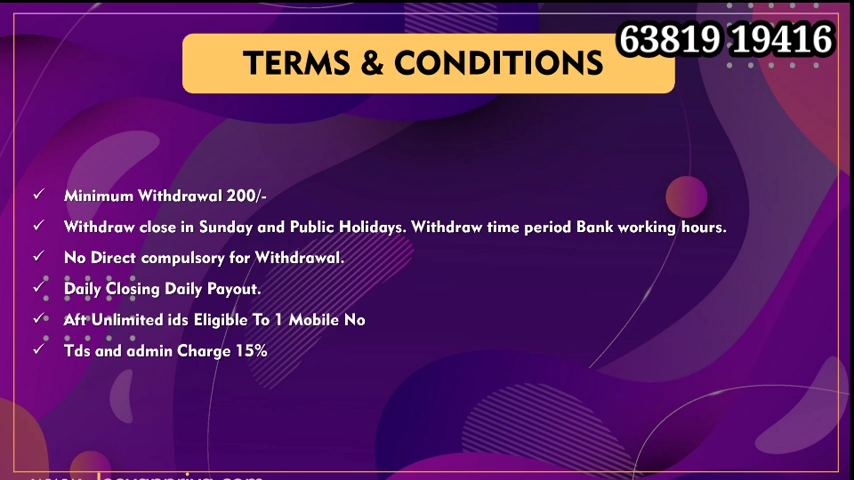 63819 19416
TERMS & CONDITIONS
Minimum Withdrawal 200/-
Withdraw close in Sunday and Public Holidays. Withdraw time period Bank working hours.
No Direct compulsory for Withdrawal.
Daily Closing Daily Payout.
Aft Unlimited ids Eligible To 1 Mobile No
Tds and admin Charge 15%